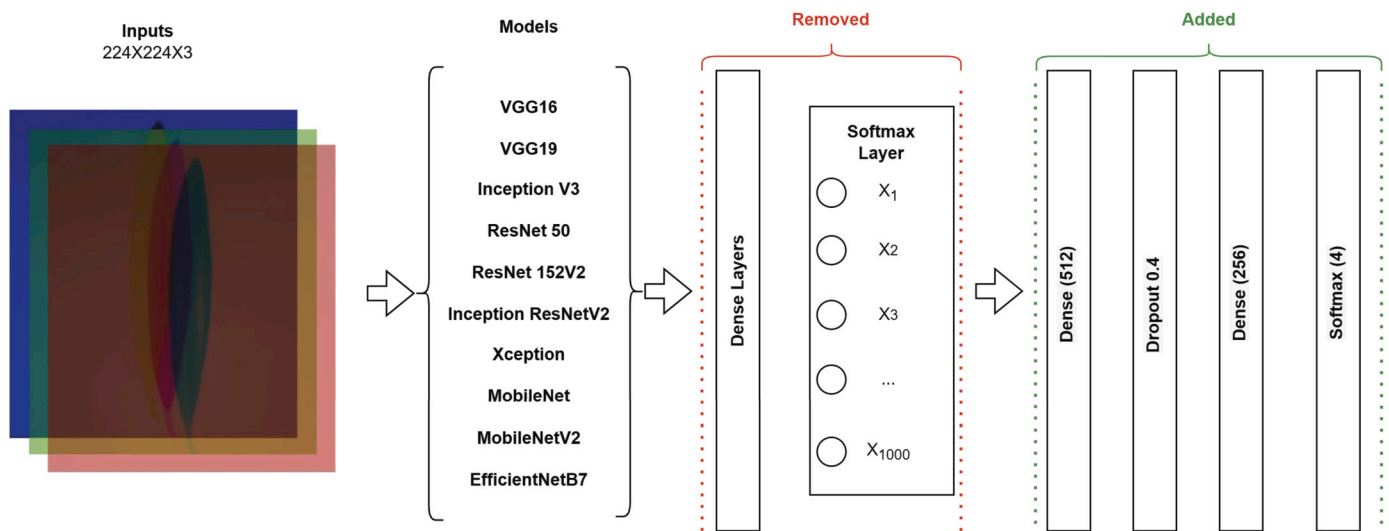 Inputs
224X224X3
Models
VGG16
VGG19
Inception V3
ResNet 50
ResNet 152V2
Inception ResNetV2
Xception
MobileNet
MobileNetV2
EfficientNetB7
Removed
Dense Layers
Softmax
Layer
X1
X2
X3
...
X1000
Added
Dense (512)
Dropout 0.4
Dense (256)
Softmax (4)